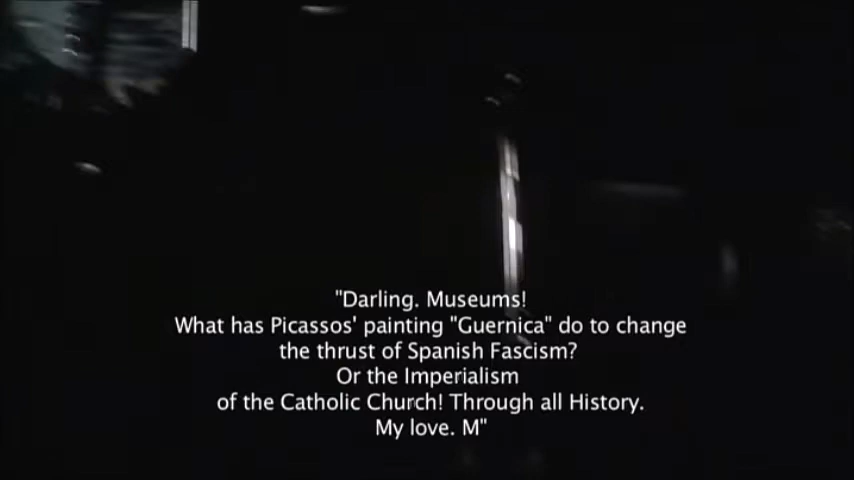 "Darling. Museums!
What has Picassos' painting "Guernica" do to change
the thrust of Spanish Fascism?
Or the Imperialism
of the Catholic Church! Through all History.
My love. M"